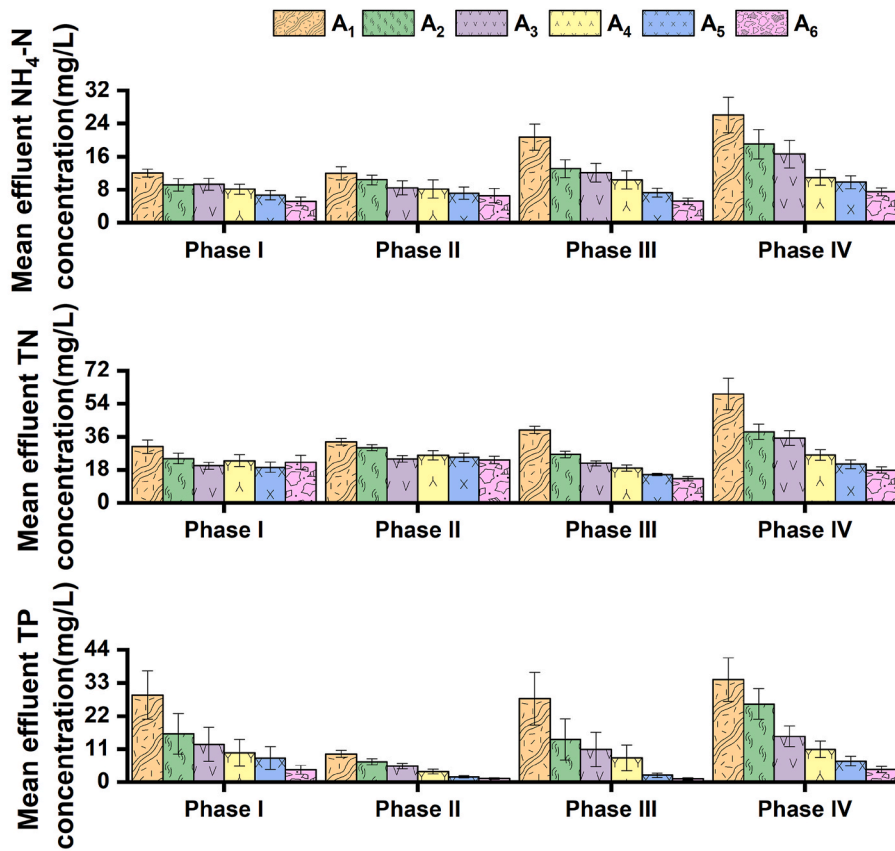 A₁ A₂ A₃ A₄ A₅ A₆
Mean effluent NH₄-N
concentration(mg/L)
32
24
16
8
0
Phase I Phase II Phase III Phase IV
Mean effluent TN
concentration(mg/L)
72
54
36
18
0
Phase I Phase II Phase III Phase IV
Mean effluent TP
concentration(mg/L)
44
33
22
11
0
Phase I Phase II Phase III Phase IV